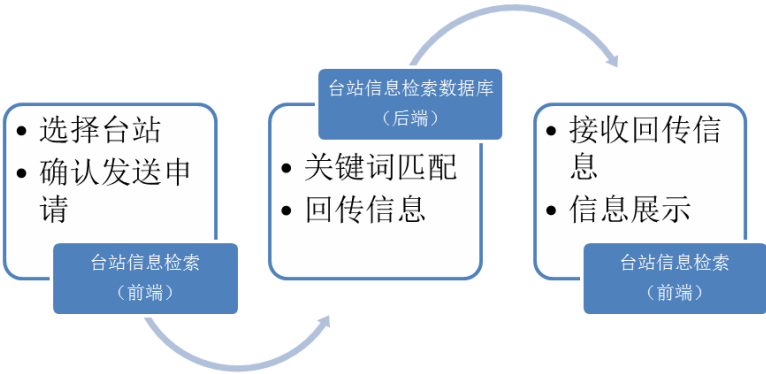 • 选择台站
• 确认发送申
请
台站信息检索
（前端）
台站信息检索数据库
（后端）
• 关键词匹配
• 回传信息
• 接收回传信
息
• 信息展示
台站信息检索
（前端）